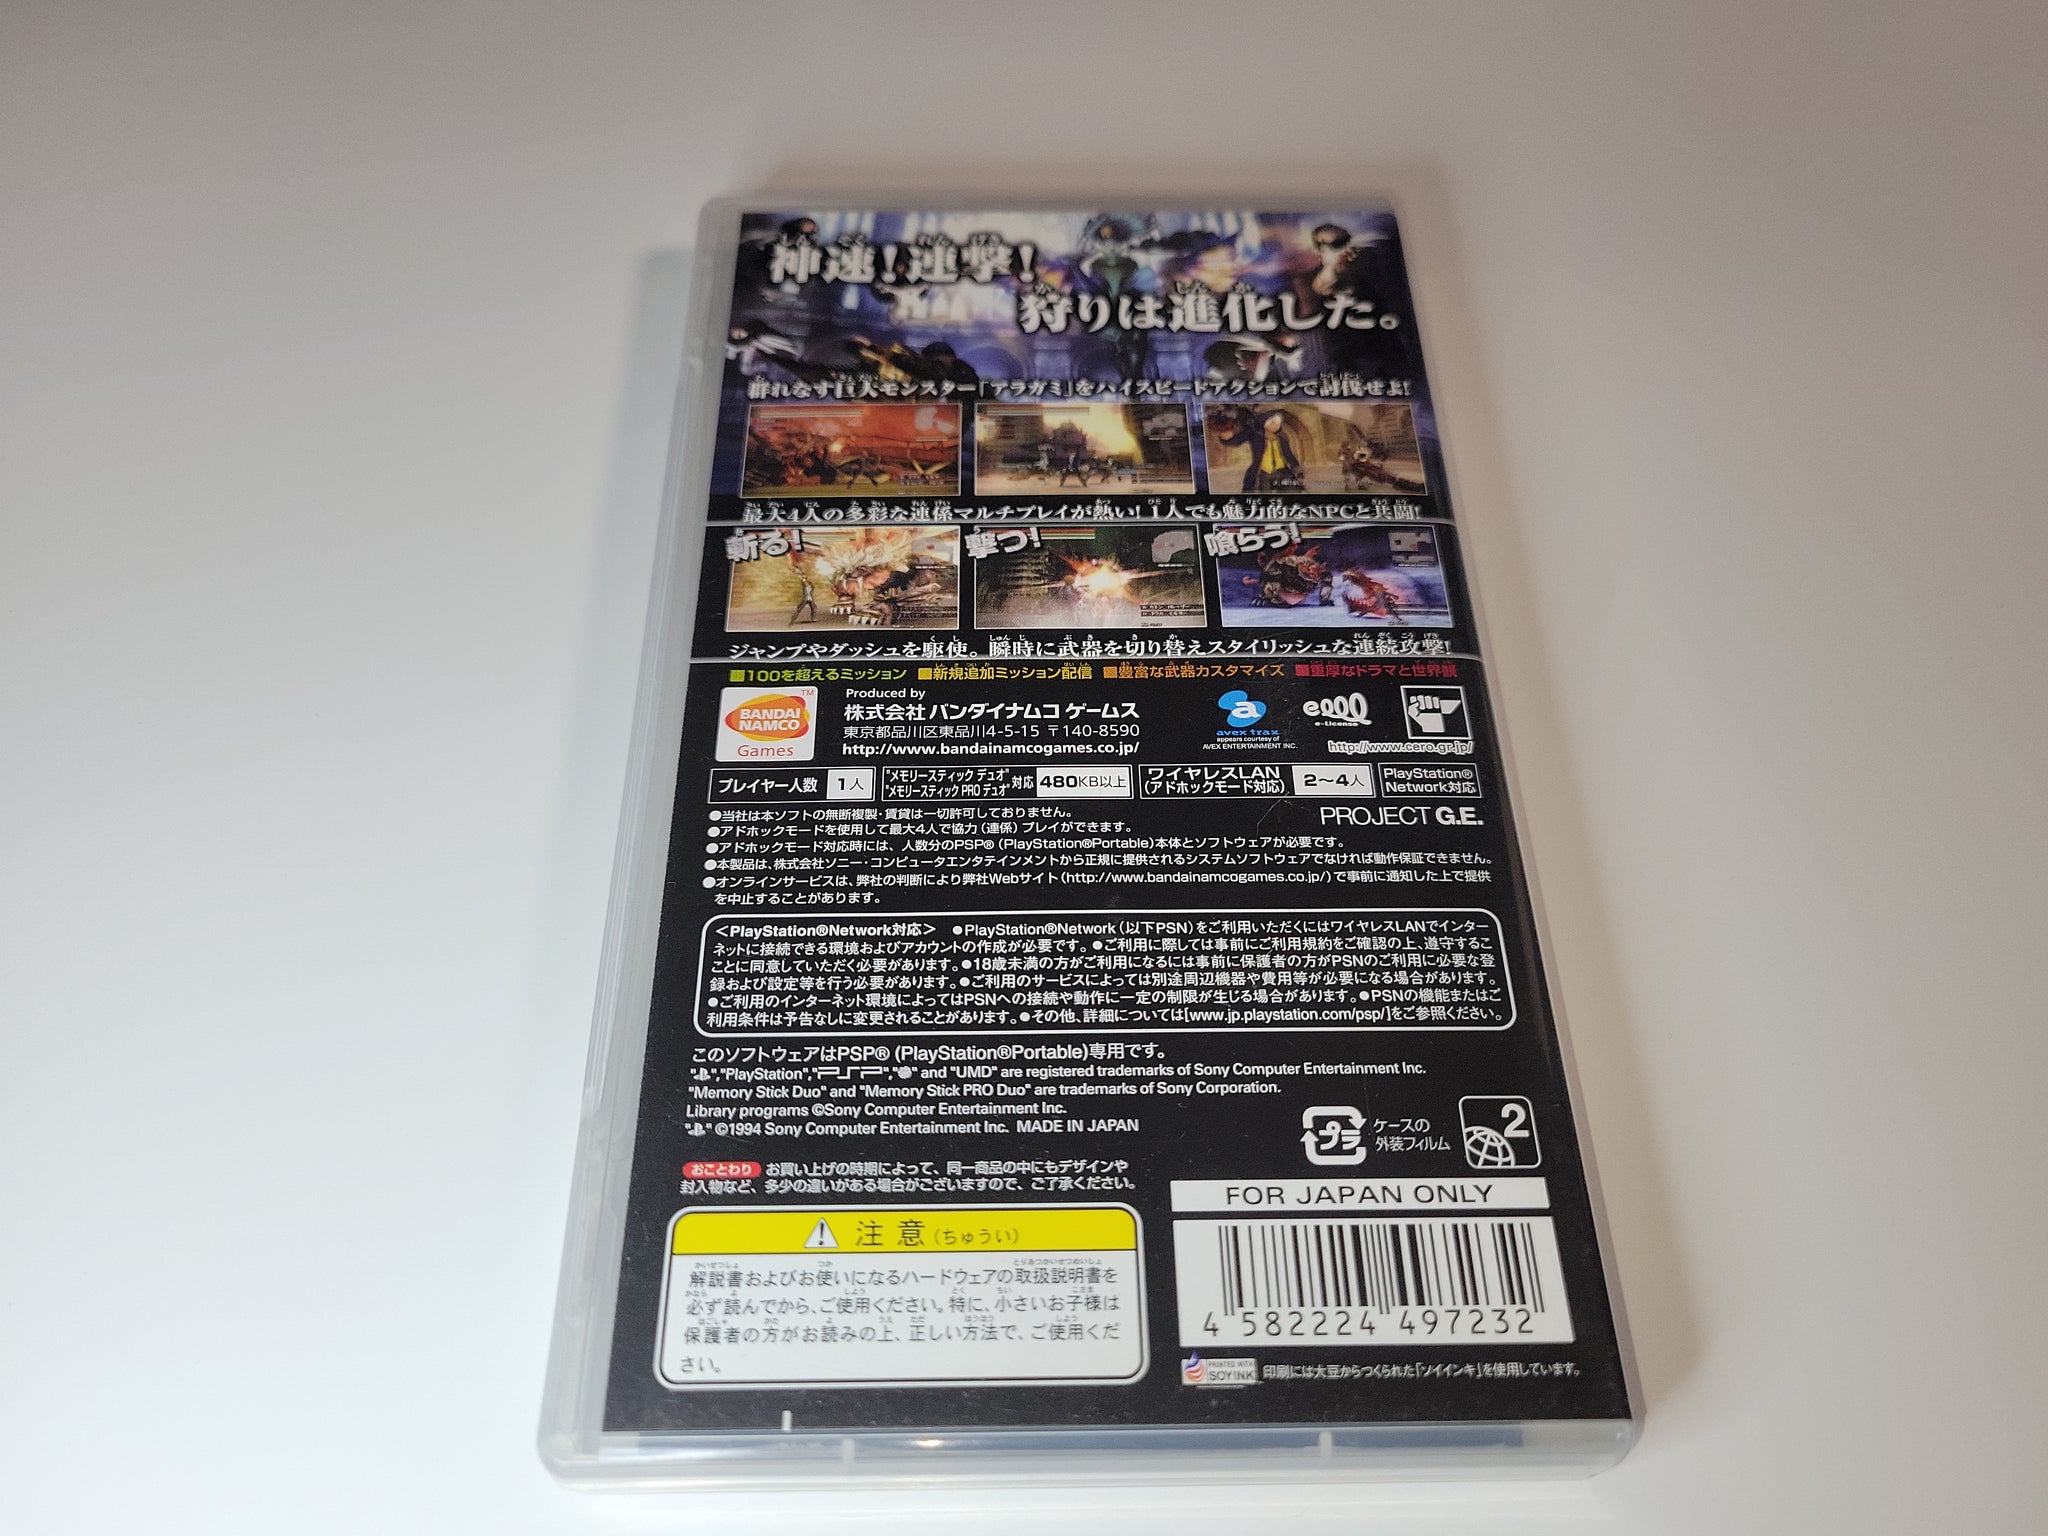 神速！連撃！
狩りは進化した。
群れなす巨大モンスター「アラガミ」をハイスピードアクションで討伐せよ！
最大4人の多彩な連係マルチプレイが熱い！1人でも魅力的なNPCと共闘！
斬る！ 撃つ！ 喰らう！
ジャンプやダッシュを駆使。瞬時に武器を切り替えスタイリッシュな連続攻撃！
■100を超えるミッション ■新規追加ミッション配信 ■豊富な武器カスタマイズ ■重厚なドラマと世界観
BANDAI NAMCO Games TM
Produced by
株式会社 バンダイナムコ ゲームス
東京都品川区東品川4-5-15 〒140-8590
http://www.bandainamcogames.co.jp/
avex trax
appears courtesy of
AVEX ENTERTAINMENT INC.
e-License
http://www.cero.gr.jp/
プレイヤー人数 1人
"メモリースティック デュオ"
"メモリースティック PRO デュオ" 対応 480KB以上
ワイヤレスLAN
(アドホックモード対応) 2〜4人
PlayStation®
Network対応
PROJECT G.E.
●当社は本ソフトの無断複製・賃貸は一切許可しておりません。
●アドホックモードを使用して最大4人で協力（連係）プレイができます。
●アドホックモード対応時には、人数分のPSP®（PlayStation®Portable）本体とソフトウェアが必要です。
●本製品は、株式会社ソニー・コンピュータエンタテインメントから正規に提供されるシステムソフトウェアでなければ動作保証できません。
●オンラインサービスは、弊社の判断により弊社Webサイト（http://www.bandainamcogames.co.jp/）で事前に通知した上で提供
を中止することがあります。
＜PlayStation®Network対応＞ ●PlayStation®Network（以下PSN）をご利用いただくにはワイヤレスLANでインター
ネットに接続できる環境およびアカウントの作成が必要です。●ご利用に際しては事前にご利用規約をご確認の上、遵守するこ
ことに同意していただく必要があります。●18歳未満の方がご利用になるには事前に保護者の方がPSNのご利用に必要な登
録および設定等を行う必要があります。●ご利用のサービスによっては別途周辺機器や費用等が必要になる場合があります。
●ご利用のインターネット環境によってはPSNへの接続や動作に一定の制限が生じる場合があります。●PSNの機能またはご
利用条件は予告なしに変更されることがあります。●その他、詳細については[www.jp.playstation.com/psp/]をご参照ください。
このソフトウェアはPSP®（PlayStation®Portable）専用です。
" ","PlayStation","PSP"," " and "UMD" are registered trademarks of Sony Computer Entertainment Inc.
"Memory Stick Duo" and "Memory Stick PRO Duo" are trademarks of Sony Corporation.
Library programs ©Sony Computer Entertainment Inc.
" " ©1994 Sony Computer Entertainment Inc. MADE IN JAPAN
プラ
ケースの
外装フィルム
2
おことわり お買い上げの時期によって、同一商品の中にもデザインや
封入物など、多少の違いがある場合がございますので、ご了承ください。
FOR JAPAN ONLY
注意（ちゅうい）
解説書およびお使いになるハードウェアの取扱説明書を
必ず読んでから、ご使用ください。特に、小さいお子様は
保護者の方がお読みの上、正しい方法で、ご使用くだ
さい。
4 582224 497232
PRINTED WITH
SOY INK
印刷には大豆からつくられた「ソイインキ」を使用しています。